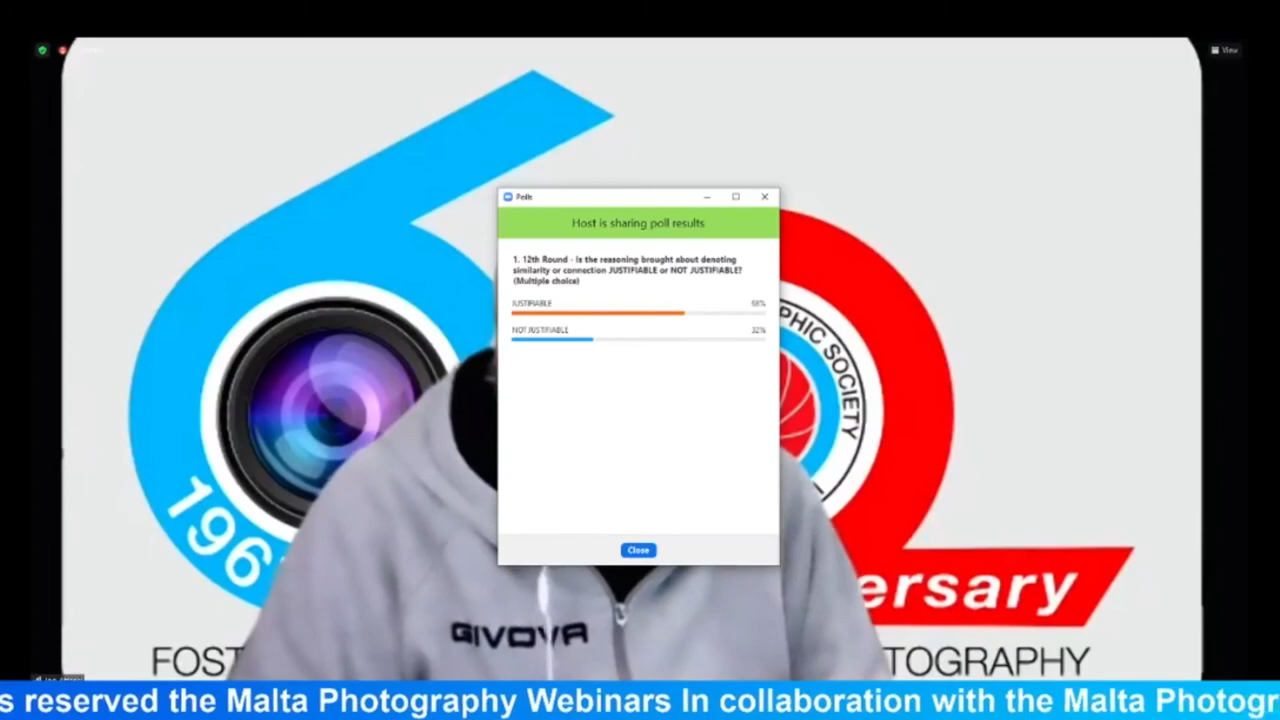 View
Polls
Host is sharing poll results
1. 12th Round - Is the reasoning brought about denoting
similarity or connection JUSTIFIABLE or NOT JUSTIFIABLE?
(Multiple choice)
JUSTIFIABLE 68%
NOT JUSTIFIABLE 32%
Close
PHIC SOCIETY
196
ersary
GIVOVA
FOST
TOGRAPHY
s reserved the Malta Photography Webinars In collaboration with the Malta Photogr